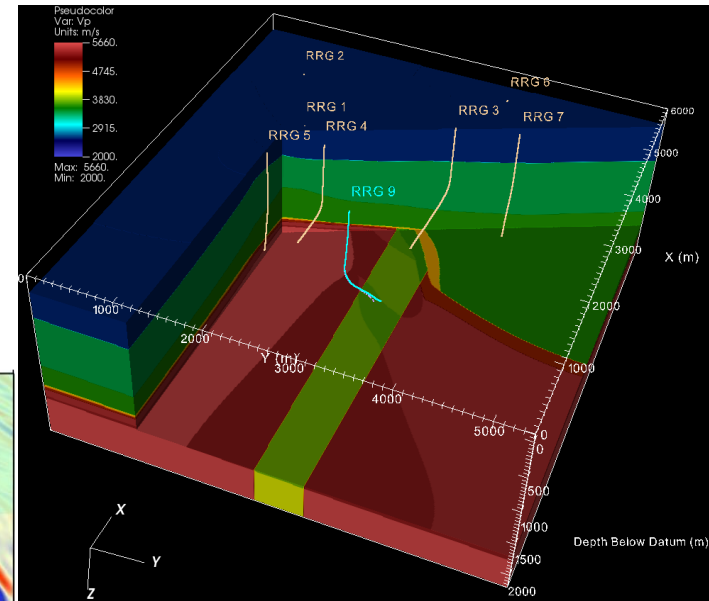 Pseudocolor
Var: Vp
Units: m/s
5660.
4745.
3830.
2915.
2000.
Max: 5660.
Min: 2000.
RRG 2
RRG 6
RRG 1
RRG 3
RRG 7
RRG 4
RRG 5
RRG 9
6000
5000
4000
3000
2000
1000
0
X (m)
0
1000
2000
3000
4000
5000
Y (m)
0
500
1000
1500
2000
Depth Below Datum (m)
X
Y
Z